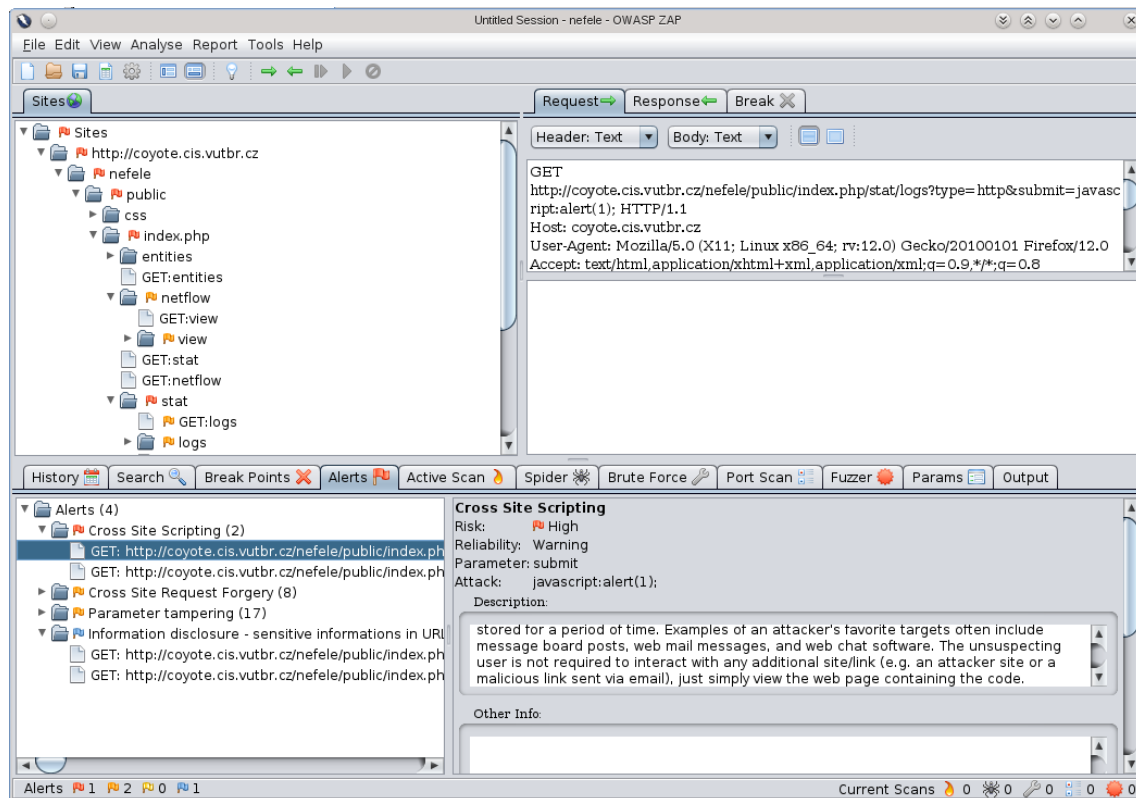 Untitled Session - nefele - OWASP ZAP
File Edit View Analyse Report Tools Help
Sites
Request Response Break
Sites
http://coyote.cis.vutbr.cz
nefele
public
css
index.php
entities
GET:entities
netflow
GET:view
view
GET:stat
GET:netflow
stat
GET:logs
logs
Header: Text Body: Text
GET
http://coyote.cis.vutbr.cz/nefele/public/index.php/stat/logs?type=http&submit=javasc
ript:alert(1); HTTP/1.1
Host: coyote.cis.vutbr.cz
User-Agent: Mozilla/5.0 (X11; Linux x86_64; rv:12.0) Gecko/20100101 Firefox/12.0
Accept: text/html,application/xhtml+xml,application/xml;q=0.9,*/*;q=0.8
History Search Break Points Alerts Active Scan Spider Brute Force Port Scan Fuzzer Params Output
Alerts (4)
Cross Site Scripting (2)
GET: http://coyote.cis.vutbr.cz/nefele/public/index.ph
GET: http://coyote.cis.vutbr.cz/nefele/public/index.ph
Cross Site Request Forgery (8)
Parameter tampering (17)
Information disclosure - sensitive informations in URL
GET: http://coyote.cis.vutbr.cz/nefele/public/index.ph
GET: http://coyote.cis.vutbr.cz/nefele/public/index.ph
Cross Site Scripting
Risk: High
Reliability: Warning
Parameter: submit
Attack: javascript:alert(1);
Description:
stored for a period of time. Examples of an attacker's favorite targets often include
message board posts, web mail messages, and web chat software. The unsuspecting
user is not required to interact with any additional site/link (e.g. an attacker site or a
malicious link sent via email), just simply view the web page containing the code.
Other Info:
Alerts 1 2 0 1 Current Scans 0 0 0 0 0